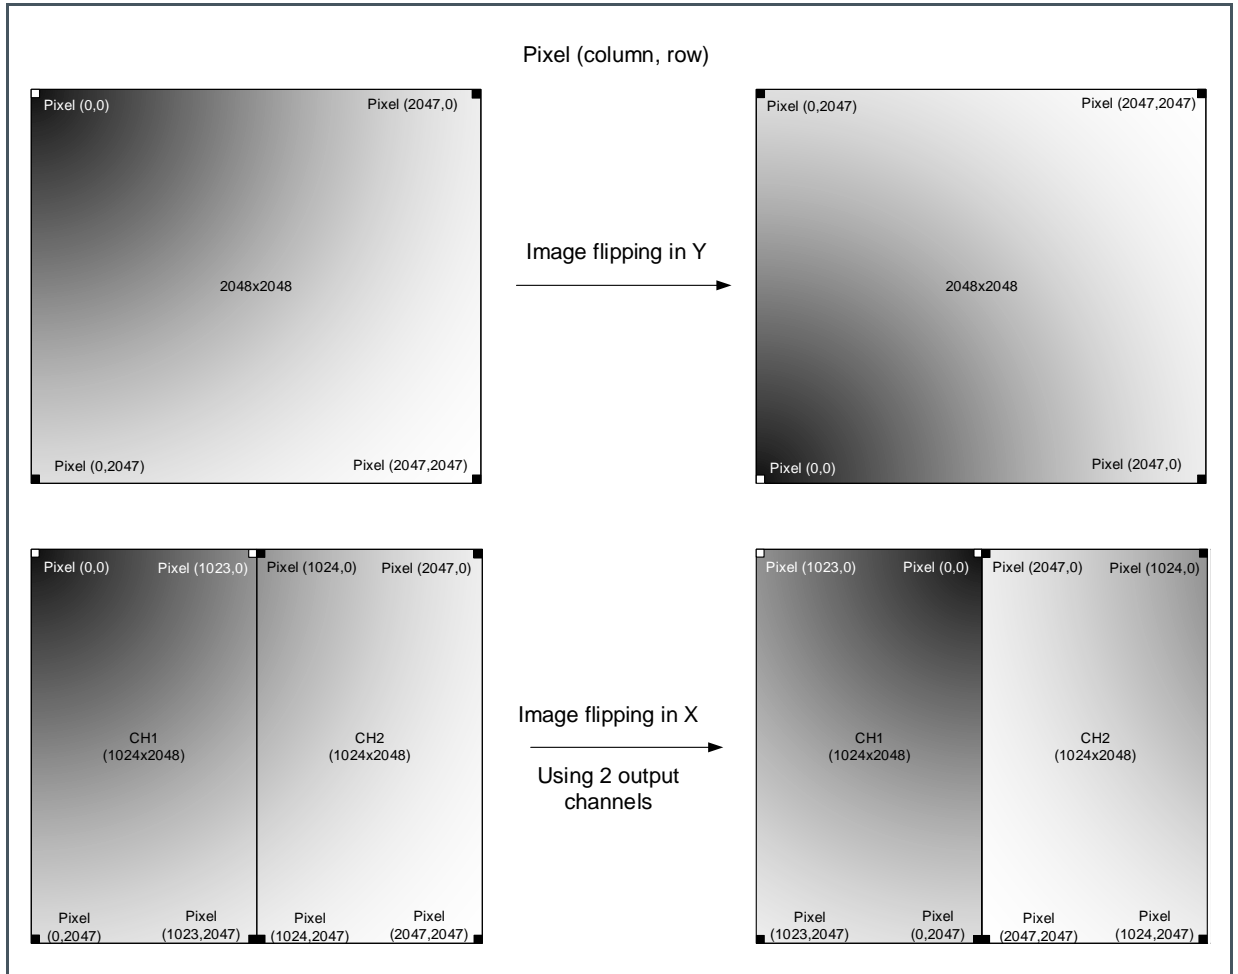 Pixel (column, row)
Pixel (0,0)
Pixel (2047,0)
2048x2048
Pixel (0,2047)
Pixel (2047,2047)
Image flipping in Y
Pixel (0,2047)
Pixel (2047,2047)
2048x2048
Pixel (0,0)
Pixel (2047,0)
Pixel (0,0)
Pixel (1023,0)
Pixel (1024,0)
Pixel (2047,0)
CH1
(1024x2048)
CH2
(1024x2048)
Pixel
(0,2047)
Pixel
(1023,2047)
Pixel
(1024,2047)
Pixel
(2047,2047)
Image flipping in X
Using 2 output
channels
Pixel (1023,0)
Pixel (0,0)
Pixel (2047,0)
Pixel (1024,0)
CH1
(1024x2048)
CH2
(1024x2048)
Pixel
(1023,2047)
Pixel
(0,2047)
Pixel
(2047,2047)
Pixel
(1024,2047)